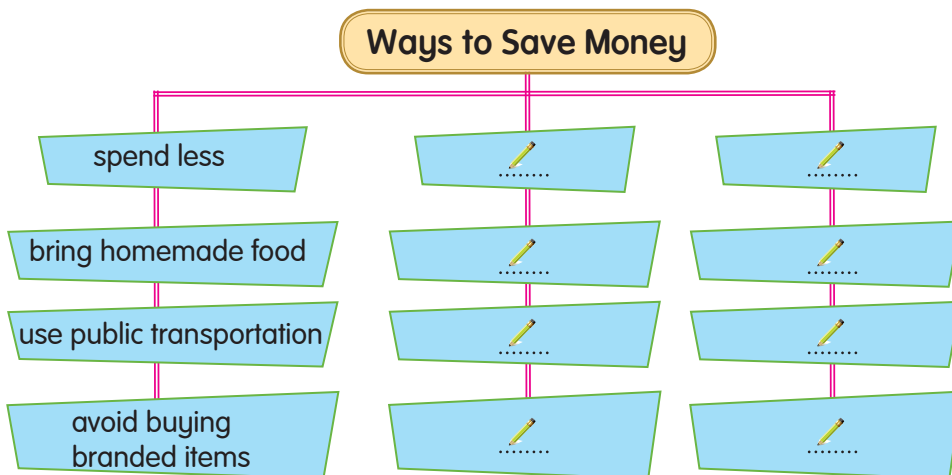 Ways to Save Money
spend less
........
........
bring homemade food
........
........
use public transportation
........
........
avoid buying
branded items
........
........